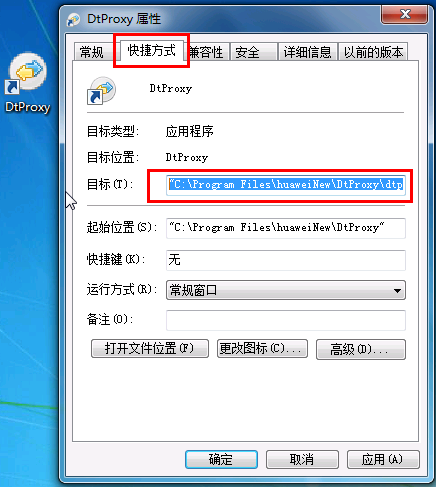 DtProxy 属性
常规 快捷方式 兼容性 安全 详细信息 以前的版本
DtProxy
DtProxy
目标类型: 应用程序
目标位置: DtProxy
目标(T): "C:\Program Files\huaweiNew\DtProxy\dtp
起始位置(S): "C:\Program Files\huaweiNew\DtProxy"
快捷键(K): 无
运行方式(R): 常规窗口
备注(O):
打开文件位置(F) 更改图标(C)... 高级(D)...
确定 取消 应用(A)